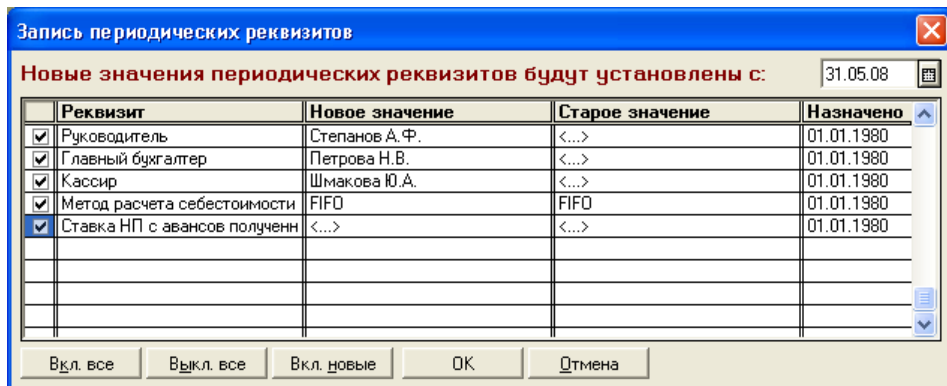 Запись периодических реквизитов
Новые значения периодических реквизитов будут установлены с: 31.05.08
Реквизит Новое значение Старое значение Назначено
Руководитель Степанов А.Ф. <...> 01.01.1980
Главный бухгалтер Петрова Н.В. <...> 01.01.1980
Кассир Шмакова Ю.А. <...> 01.01.1980
Метод расчета себестоимости FIFO FIFO 01.01.1980
Ставка НП с авансов полученн <...> <...> 01.01.1980
Вкл. все Выкл. все Вкл. новые OK Отмена